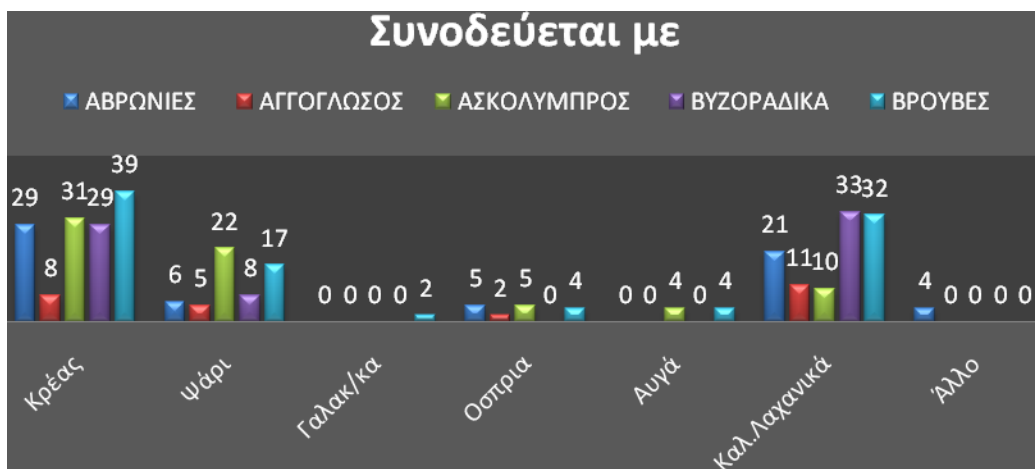 Συνοδεύεται με
ΑΒΡΩΝΙΕΣ ΑΓΓΟΓΛΩΣΟΣ ΑΣΚΟΛΥΜΠΡΟΣ ΒΥΖΟΡΑΔΙΚΑ ΒΡΟΥΒΕΣ
29 8 31 29 39
6 5 22 8 17
0 0 0 0 2
5 2 5 0 4
0 0 4 0 4
21 11 10 33 32
4 0 0 0 0
Κρέας
Ψάρι
Γαλακ/κα
Οσπρια
Αυγά
Καλ.Λαχανικά
Άλλο